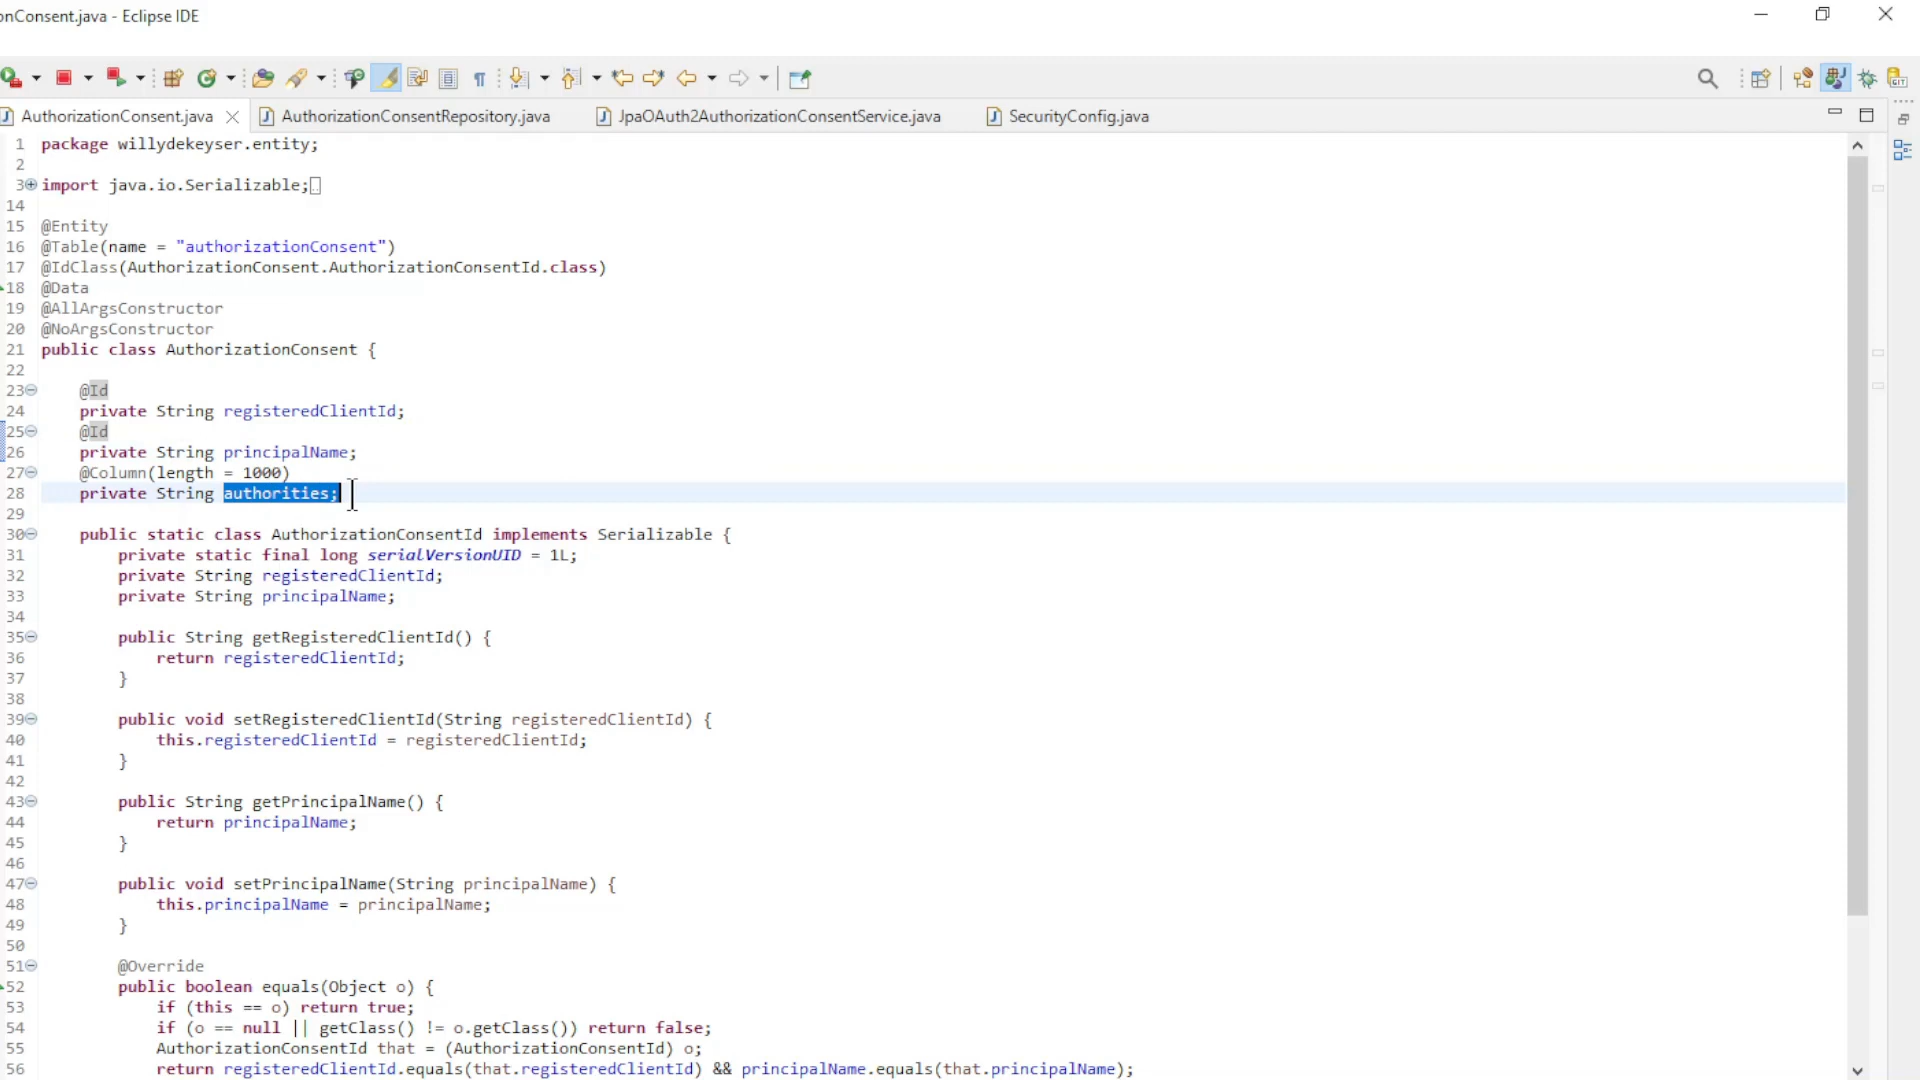 onConsent.java - Eclipse IDE
AuthorizationConsent.java AuthorizationConsentRepository.java JpaOAuth2AuthorizationConsentService.java SecurityConfig.java
1 package willydekeyser.entity;
2
3 import java.io.Serializable;
14
15 @Entity
16 @Table(name = "authorizationConsent")
17 @IdClass(AuthorizationConsent.AuthorizationConsentId.class)
18 @Data
19 @AllArgsConstructor
20 @NoArgsConstructor
21 public class AuthorizationConsent {
22
23 @Id
24 private String registeredClientId;
25 @Id
26 private String principalName;
27 @Column(length = 1000)
28 private String authorities;
29
30 public static class AuthorizationConsentId implements Serializable {
31 private static final long serialVersionUID = 1L;
32 private String registeredClientId;
33 private String principalName;
34
35 public String getRegisteredClientId() {
36 return registeredClientId;
37 }
38
39 public void setRegisteredClientId(String registeredClientId) {
40 this.registeredClientId = registeredClientId;
41 }
42
43 public String getPrincipalName() {
44 return principalName;
45 }
46
47 public void setPrincipalName(String principalName) {
48 this.principalName = principalName;
49 }
50
51 @Override
52 public boolean equals(Object o) {
53 if (this == o) return true;
54 if (o == null || getClass() != o.getClass()) return false;
55 AuthorizationConsentId that = (AuthorizationConsentId) o;
56 return registeredClientId.equals(that.registeredClientId) && principalName.equals(that.principalName);